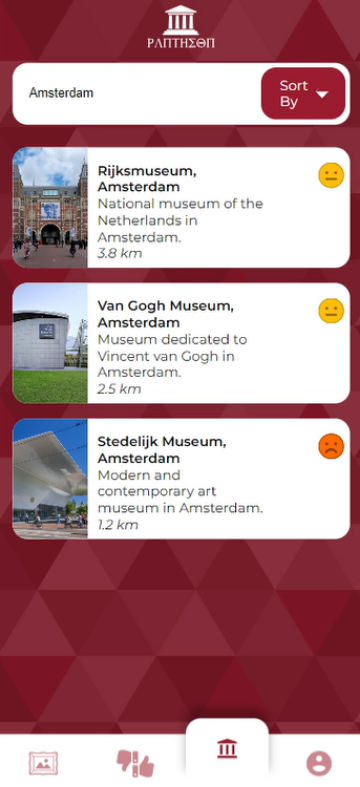 PΛПTHΣΘП
Amsterdam
Sort
By
Rijksmuseum,
Amsterdam
National museum of the
Netherlands in
Amsterdam.
3.8 km
Van Gogh Museum,
Amsterdam
Museum dedicated to
Vincent van Gogh in
Amsterdam.
2.5 km
Stedelijk Museum,
Amsterdam
Modern and
contemporary art
museum in Amsterdam.
1.2 km